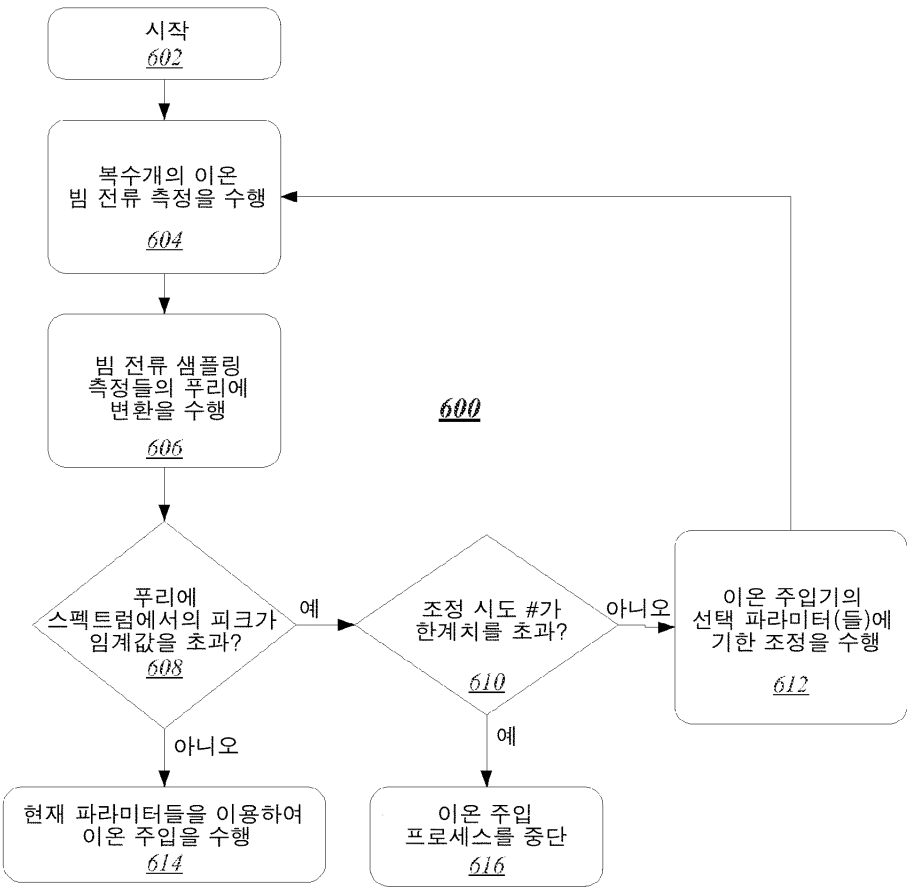 시작
602
복수개의 이온
빔 전류 측정을 수행
604
빔 전류 샘플링
측정들의 푸리에
변환을 수행
606
600
푸리에
스펙트럼에서의 피크가
임계값을 초과?
608
예
조정 시도 #가
한계치를 초과?
610
아니오
이온 주입기의
선택 파라미터(들)에
기한 조정을 수행
612
아니오
예
현재 파라미터들을 이용하여
이온 주입을 수행
614
이온 주입
프로세스를 중단
616